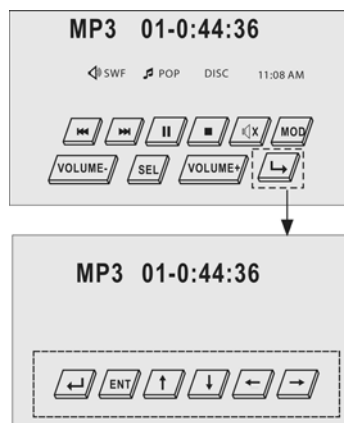 MP3 01-0:44:36
SWF POP DISC 11:08 AM
MOD
VOLUME- SEL VOLUME+
MP3 01-0:44:36
ENT